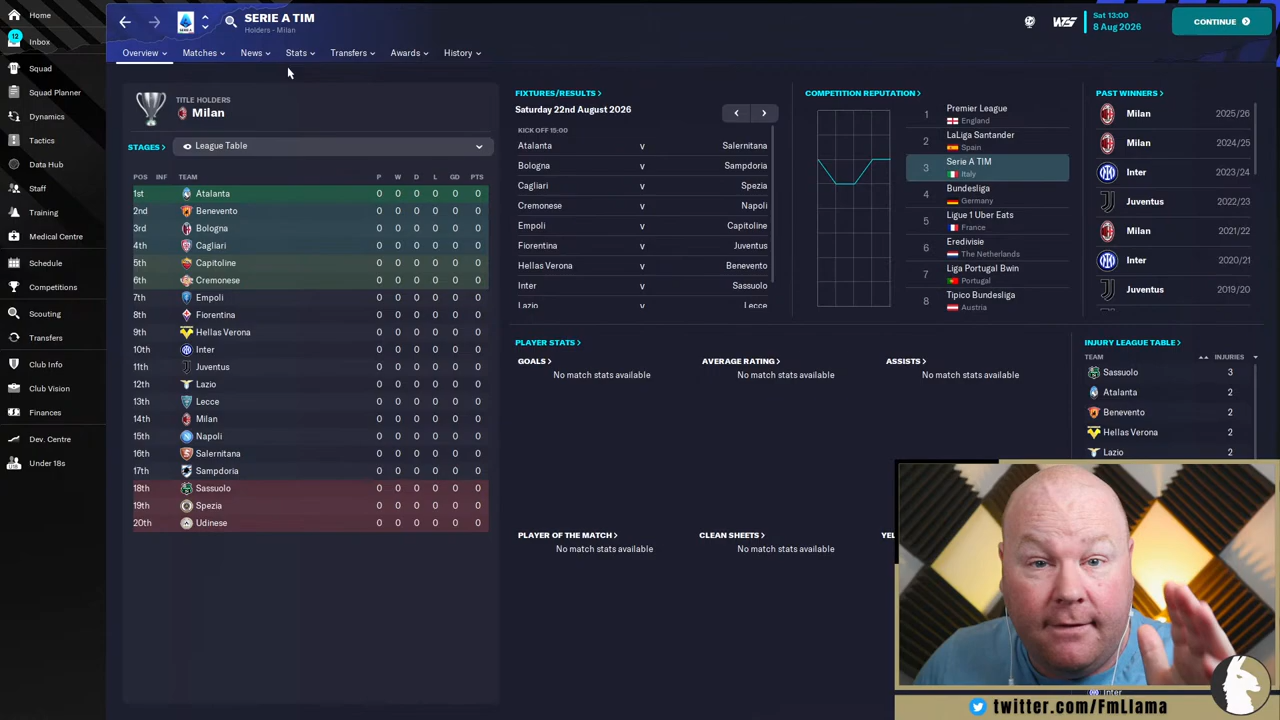 Home
12
Inbox
Squad
Squad Planner
Dynamics
Tactics
Data Hub
Staff
Training
Medical Centre
Schedule
Competitions
Scouting
Transfers
Club Info
Club Vision
Finances
Dev. Centre
Under 18s
SERIE A TIM
Holders - Milan
Sat 13:00
8 Aug 2026
CONTINUE
Overview
Matches
News
Stats
Transfers
Awards
History
TITLE HOLDERS
Milan
STAGES
League Table
POS INF TEAM P W D L GD PTS
1st Atalanta 0 0 0 0 0 0
2nd Benevento 0 0 0 0 0 0
3rd Bologna 0 0 0 0 0 0
4th Cagliari 0 0 0 0 0 0
5th Capitoline 0 0 0 0 0 0
6th Cremonese 0 0 0 0 0 0
7th Empoli 0 0 0 0 0 0
8th Fiorentina 0 0 0 0 0 0
9th Hellas Verona 0 0 0 0 0 0
10th Inter 0 0 0 0 0 0
11th Juventus 0 0 0 0 0 0
12th Lazio 0 0 0 0 0 0
13th Lecce 0 0 0 0 0 0
14th Milan 0 0 0 0 0 0
15th Napoli 0 0 0 0 0 0
16th Salernitana 0 0 0 0 0 0
17th Sampdoria 0 0 0 0 0 0
18th Sassuolo 0 0 0 0 0 0
19th Spezia 0 0 0 0 0 0
20th Udinese 0 0 0 0 0 0
FIXTURES/RESULTS
Saturday 22nd August 2026
KICK OFF 15:00
Atalanta v Salernitana
Bologna v Sampdoria
Cagliari v Spezia
Cremonese v Napoli
Empoli v Capitoline
Fiorentina v Juventus
Hellas Verona v Benevento
Inter v Sassuolo
Lazio v Lecce
COMPETITION REPUTATION
1 Premier League
England
2 LaLiga Santander
Spain
3 Serie A TIM
Italy
4 Bundesliga
Germany
5 Ligue 1 Uber Eats
France
6 Eredivisie
The Netherlands
7 Liga Portugal Bwin
Portugal
8 Tipico Bundesliga
Austria
PAST WINNERS
Milan 2025/26
Milan 2024/25
Inter 2023/24
Juventus 2022/23
Milan 2021/22
Inter 2020/21
Juventus 2019/20
PLAYER STATS
GOALS
No match stats available
AVERAGE RATING
No match stats available
ASSISTS
No match stats available
PLAYER OF THE MATCH
No match stats available
CLEAN SHEETS
No match stats available
YEL
INJURY LEAGUE TABLE
TEAM INJURIES
Sassuolo 3
Atalanta 2
Benevento 2
Hellas Verona 2
Lazio 2
Inter
twitter.com/FmLlama